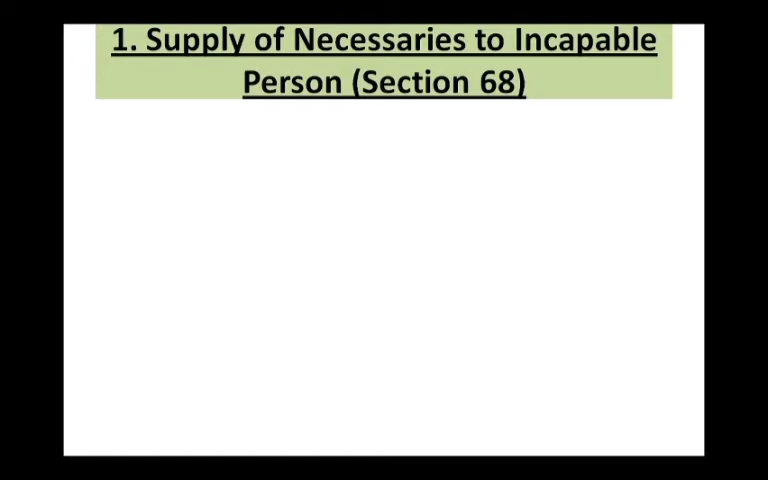 1. Supply of Necessaries to Incapable
Person (Section 68)